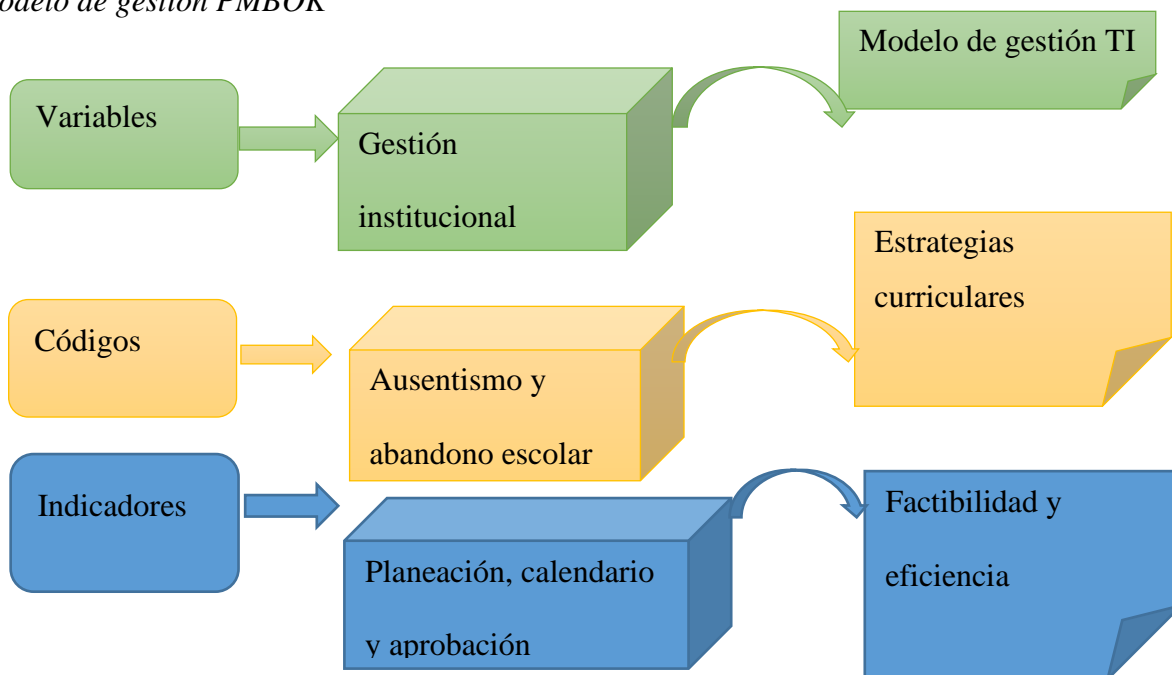 odelo de gestión PMBOK
Variables
Gestión
institucional
Modelo de gestión TI
Códigos
Ausentismo y
abandono escolar
Estrategias
curriculares
Indicadores
Planeación, calendario
y aprobación
Factibilidad y
eficiencia